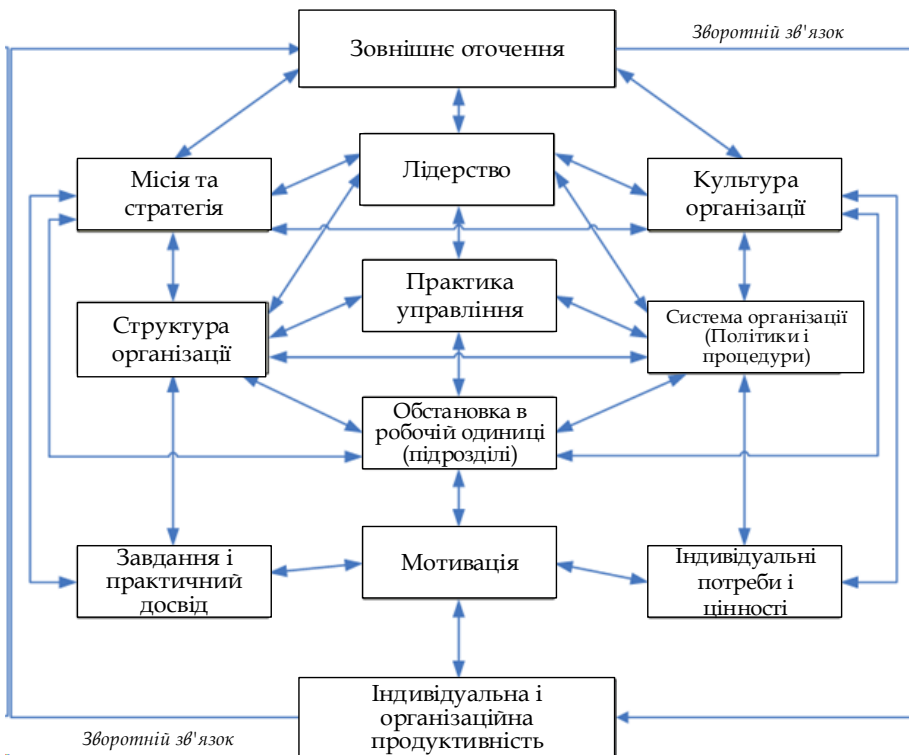 Зворотній зв'язок
Зовнішнє оточення
Місія та
стратегія
Лідерство
Культура
організації
Структура
організації
Практика
управління
Система організації
(Політики і
процедури)
Обстановка в
робочій одиниці
(підрозділі)
Завдання і
практичний
досвід
Мотивація
Індивідуальні
потреби і
цінності
Індивідуальна і
організаційна
продуктивність
Зворотній зв'язок